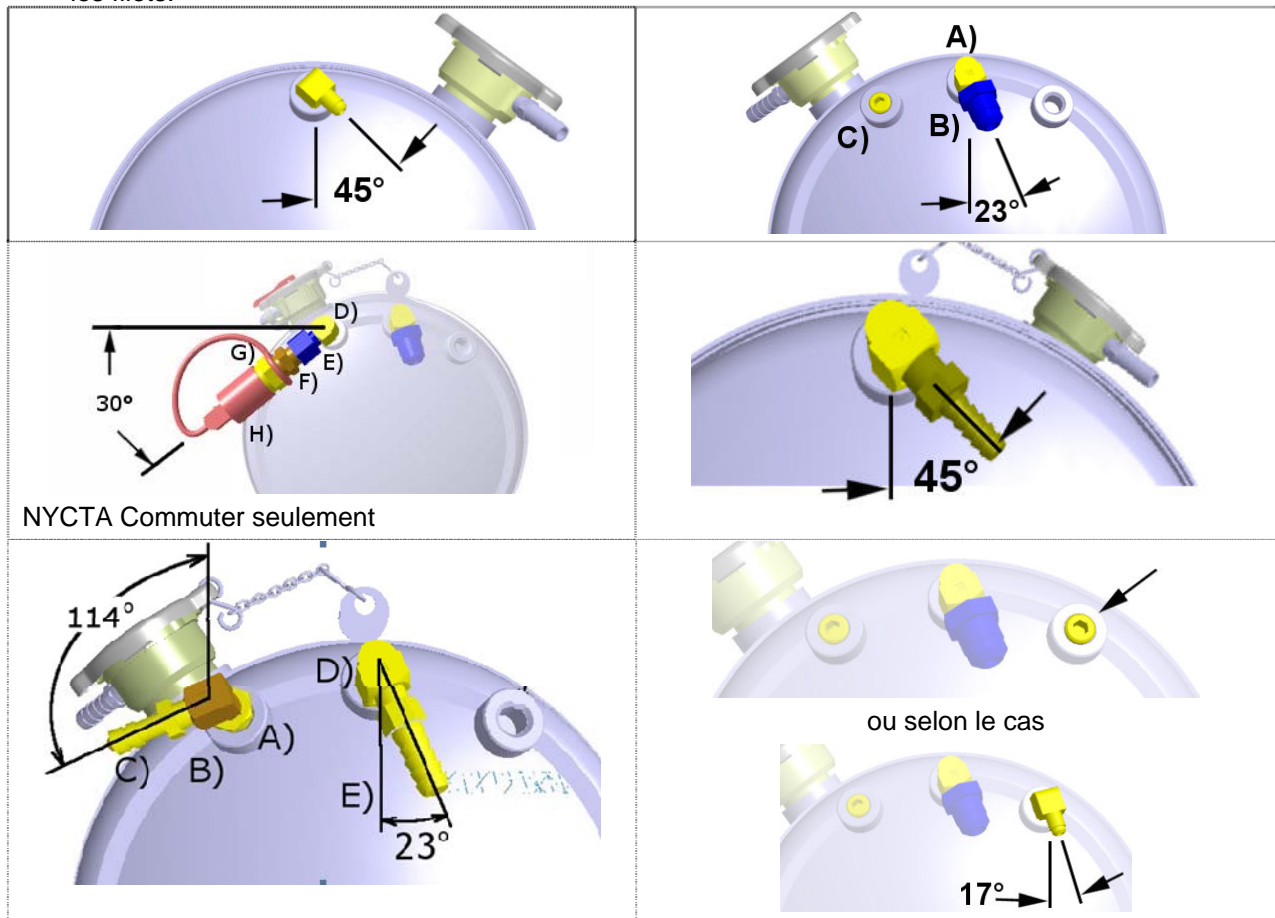 45°
A)
B)
C)
23°
D)
G)
E)
F)
30°
H)
NYCTA Commuter seulement
45°
114°
D)
A)
C)
B)
E)
23°
ou selon le cas
17°